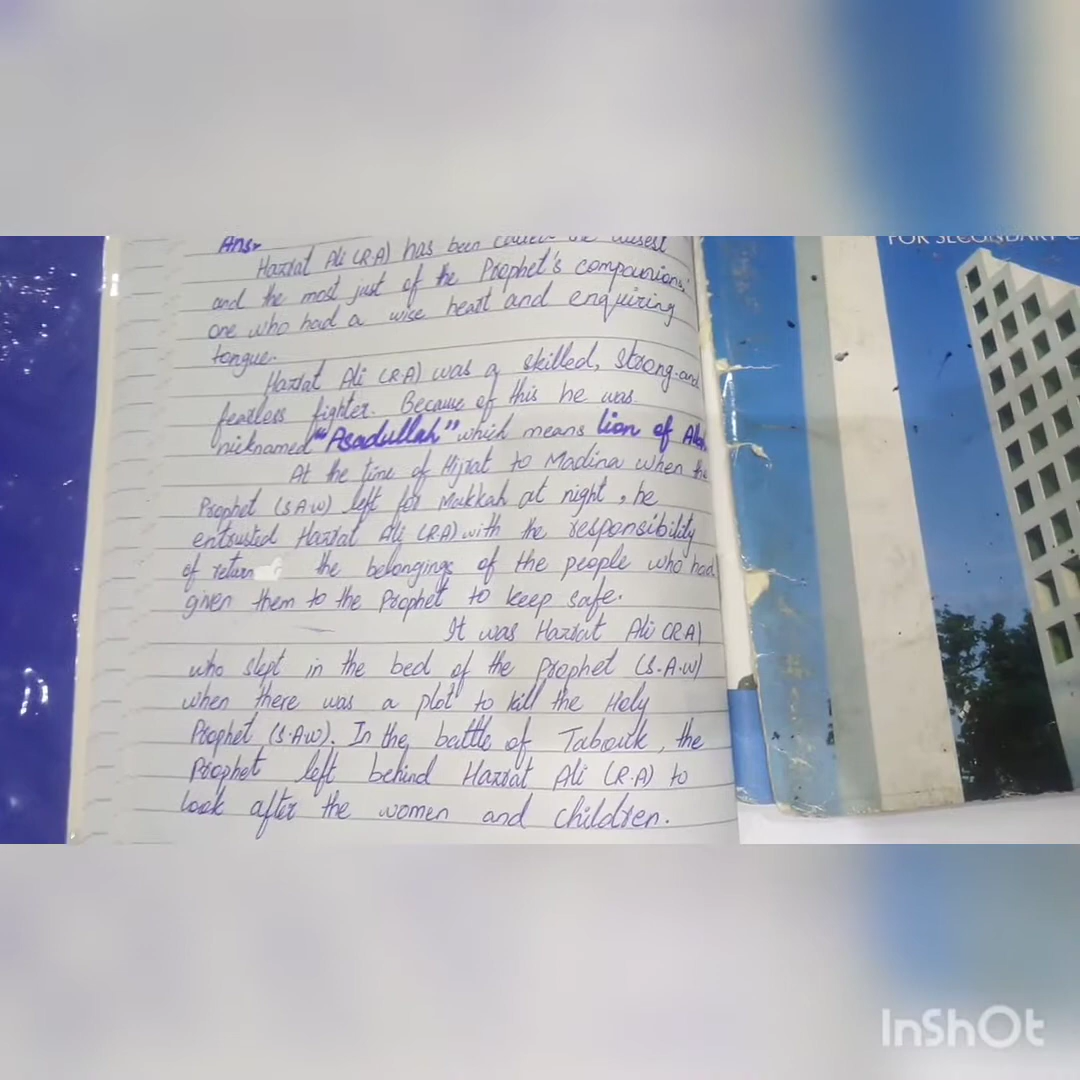 Ans,
Hazrat Ali (R.A) has been called the wisest
and the most just of the Prophet's companions;
one who had a wise heart and enquiring
tongue.
Hazrat Ali (R.A) was a skilled, strong and
fearless fighter. Because of this he was
nicknamed "Asadullah" which means lion of Allah
At the time of Hijrat to Madina when the
Prophet (S.A.W) left for Makkah at night, he
entrusted Hazrat Ali (R.A) with the responsibility
of return the belongings of the people who had
given them to the Prophet to keep safe.
It was Hazrat Ali (RA)
who slept in the bed of the Prophet (S.A.W)
when there was a plot to kill the Holy
Prophet (S.A.W). In the battle of Tabouk, the
Prophet left behind Hazrat Ali (R.A) to
look after the women and children.
FOR SECONDARY
InShOt